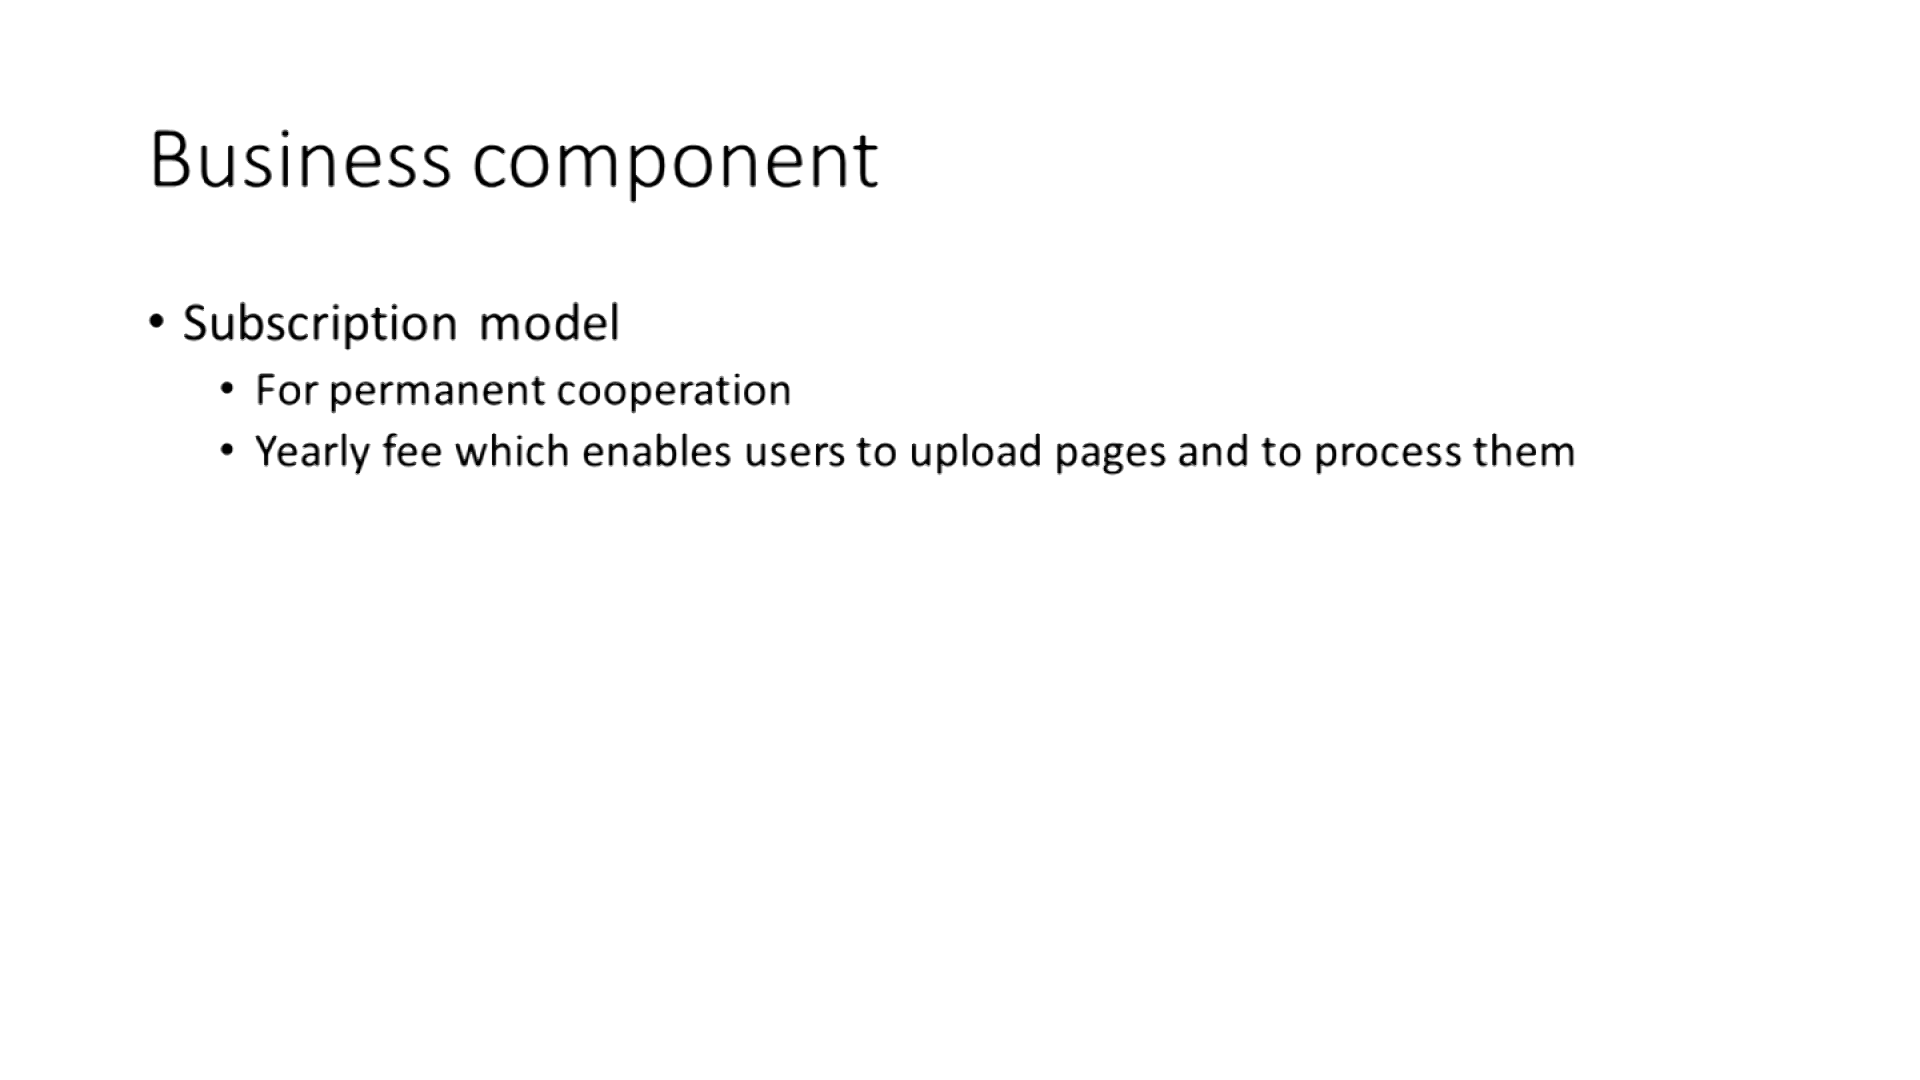 Business component
• Subscription model
• For permanent cooperation
• Yearly fee which enables users to upload pages and to process them